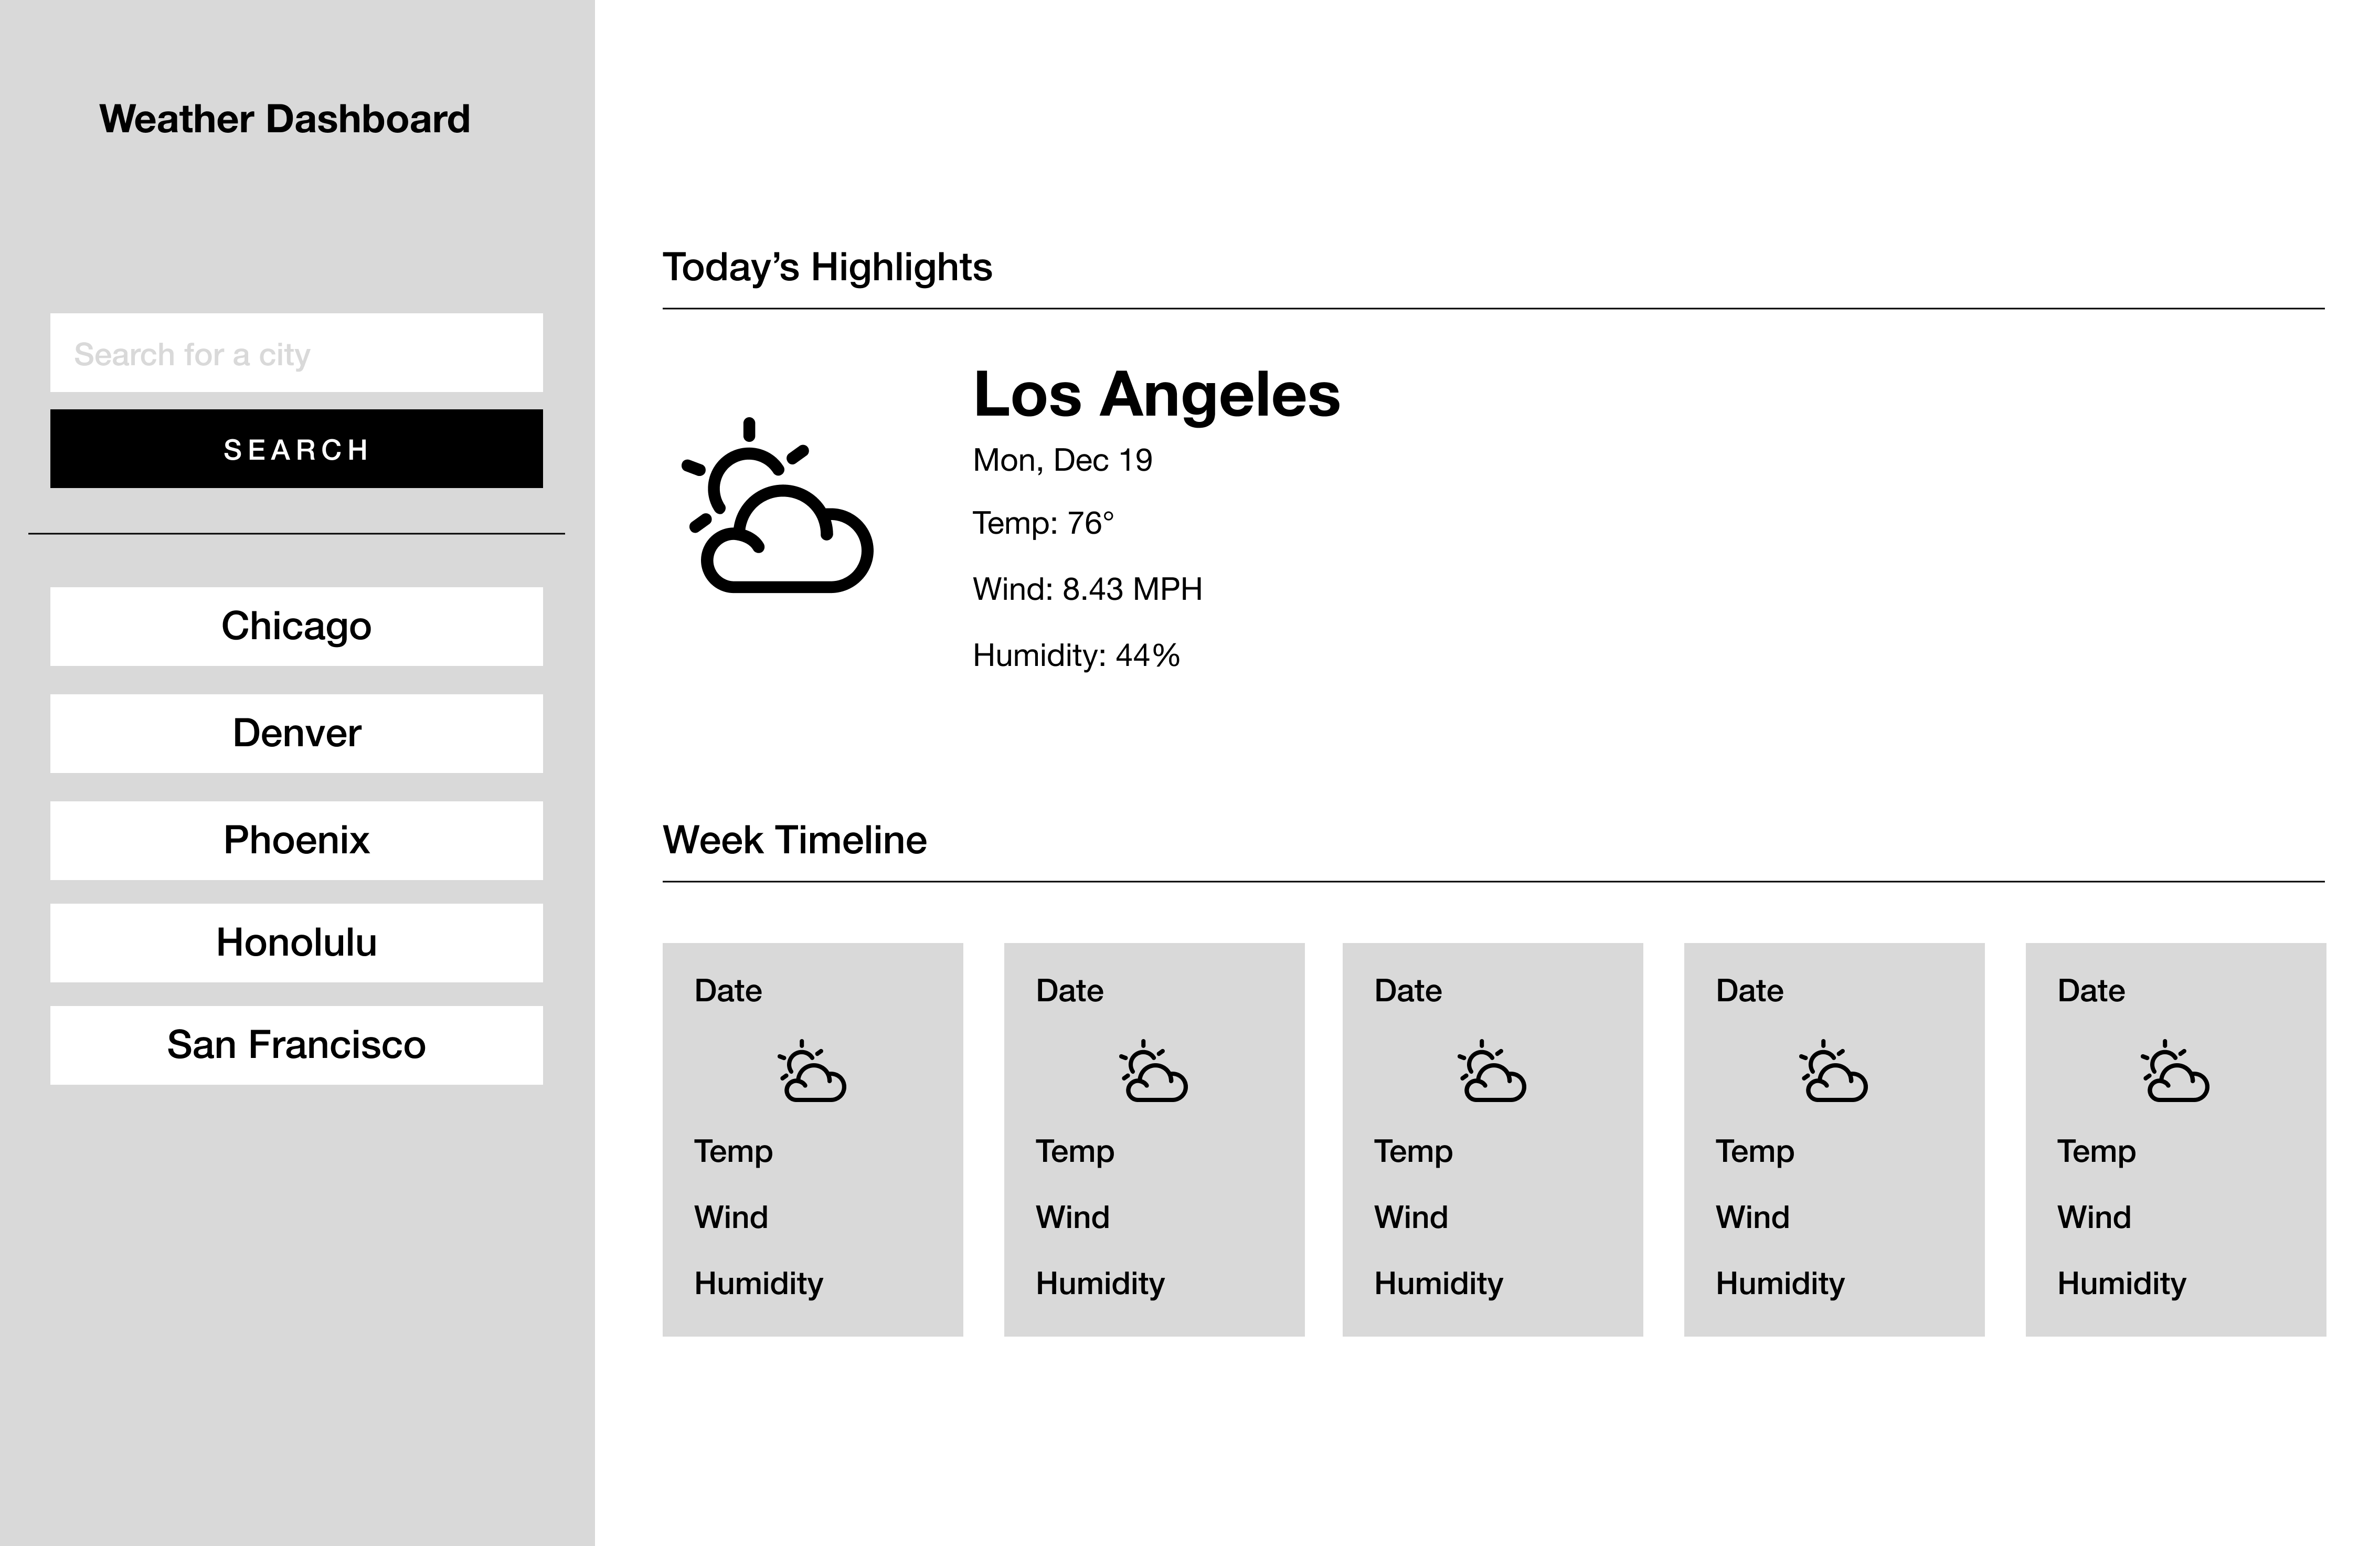 Weather Dashboard
Search for a city
SEARCH
Chicago
Denver
Phoenix
Honolulu
San Francisco
Today’s Highlights
Los Angeles
Mon, Dec 19
Temp: 76°
Wind: 8.43 MPH
Humidity: 44%
Week Timeline
Date
Temp
Wind
Humidity
Date
Temp
Wind
Humidity
Date
Temp
Wind
Humidity
Date
Temp
Wind
Humidity
Date
Temp
Wind
Humidity